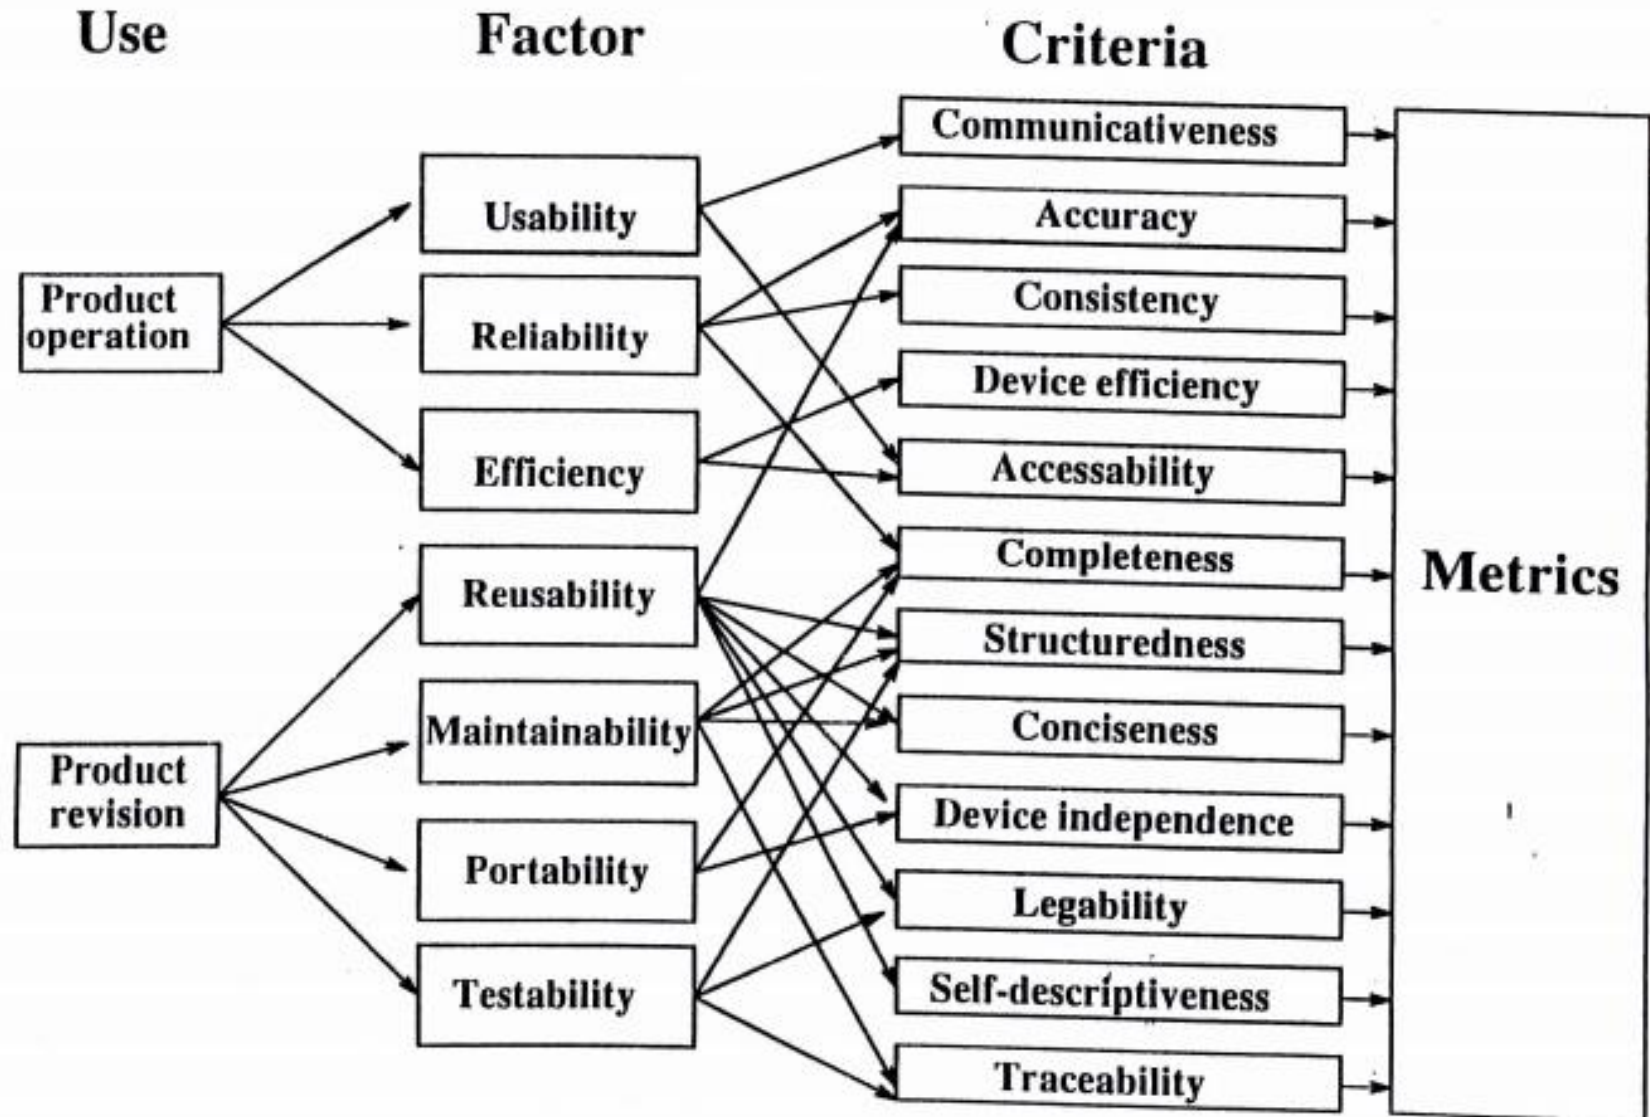 Use
Factor
Criteria
Product
operation
Product
revision
Usability
Reliability
Efficiency
Reusability
Maintainability
Portability
Testability
Communicativeness
Accuracy
Consistency
Device efficiency
Accessability
Completeness
Structuredness
Conciseness
Device independence
Legability
Self-descriptiveness
Traceability
Metrics